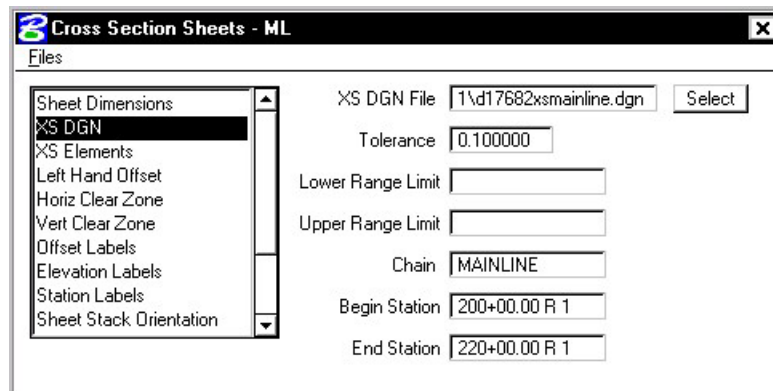 Cross Section Sheets - ML
Files
Sheet Dimensions
XS DGN
XS Elements
Left Hand Offset
Horiz Clear Zone
Vert Clear Zone
Offset Labels
Elevation Labels
Station Labels
Sheet Stack Orientation
XS DGN File 1\d17682xsmainline.dgn Select
Tolerance 0.100000
Lower Range Limit
Upper Range Limit
Chain MAINLINE
Begin Station 200+00.00 R 1
End Station 220+00.00 R 1